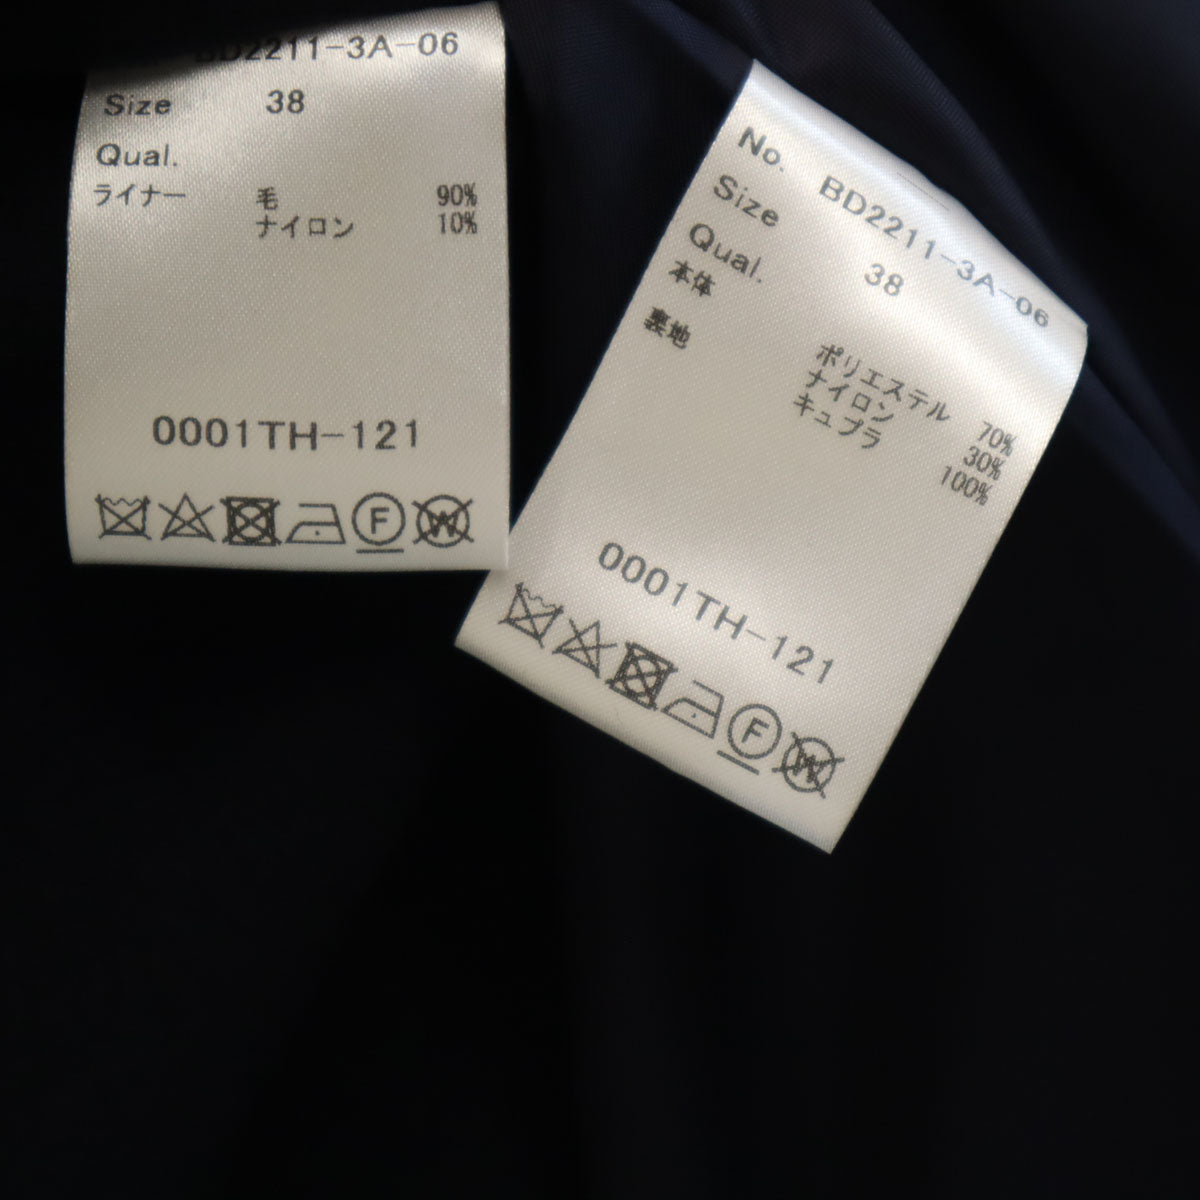 BD2211-3A-06
Size 38
Qual.
ライナー 毛 90%
ナイロン 10%
0001TH-121
F W
No. BD2211-3A-06
Size 38
Qual.
本体 ポリエステル 70%
ナイロン 30%
裏地 キュプラ 100%
0001TH-121
F W